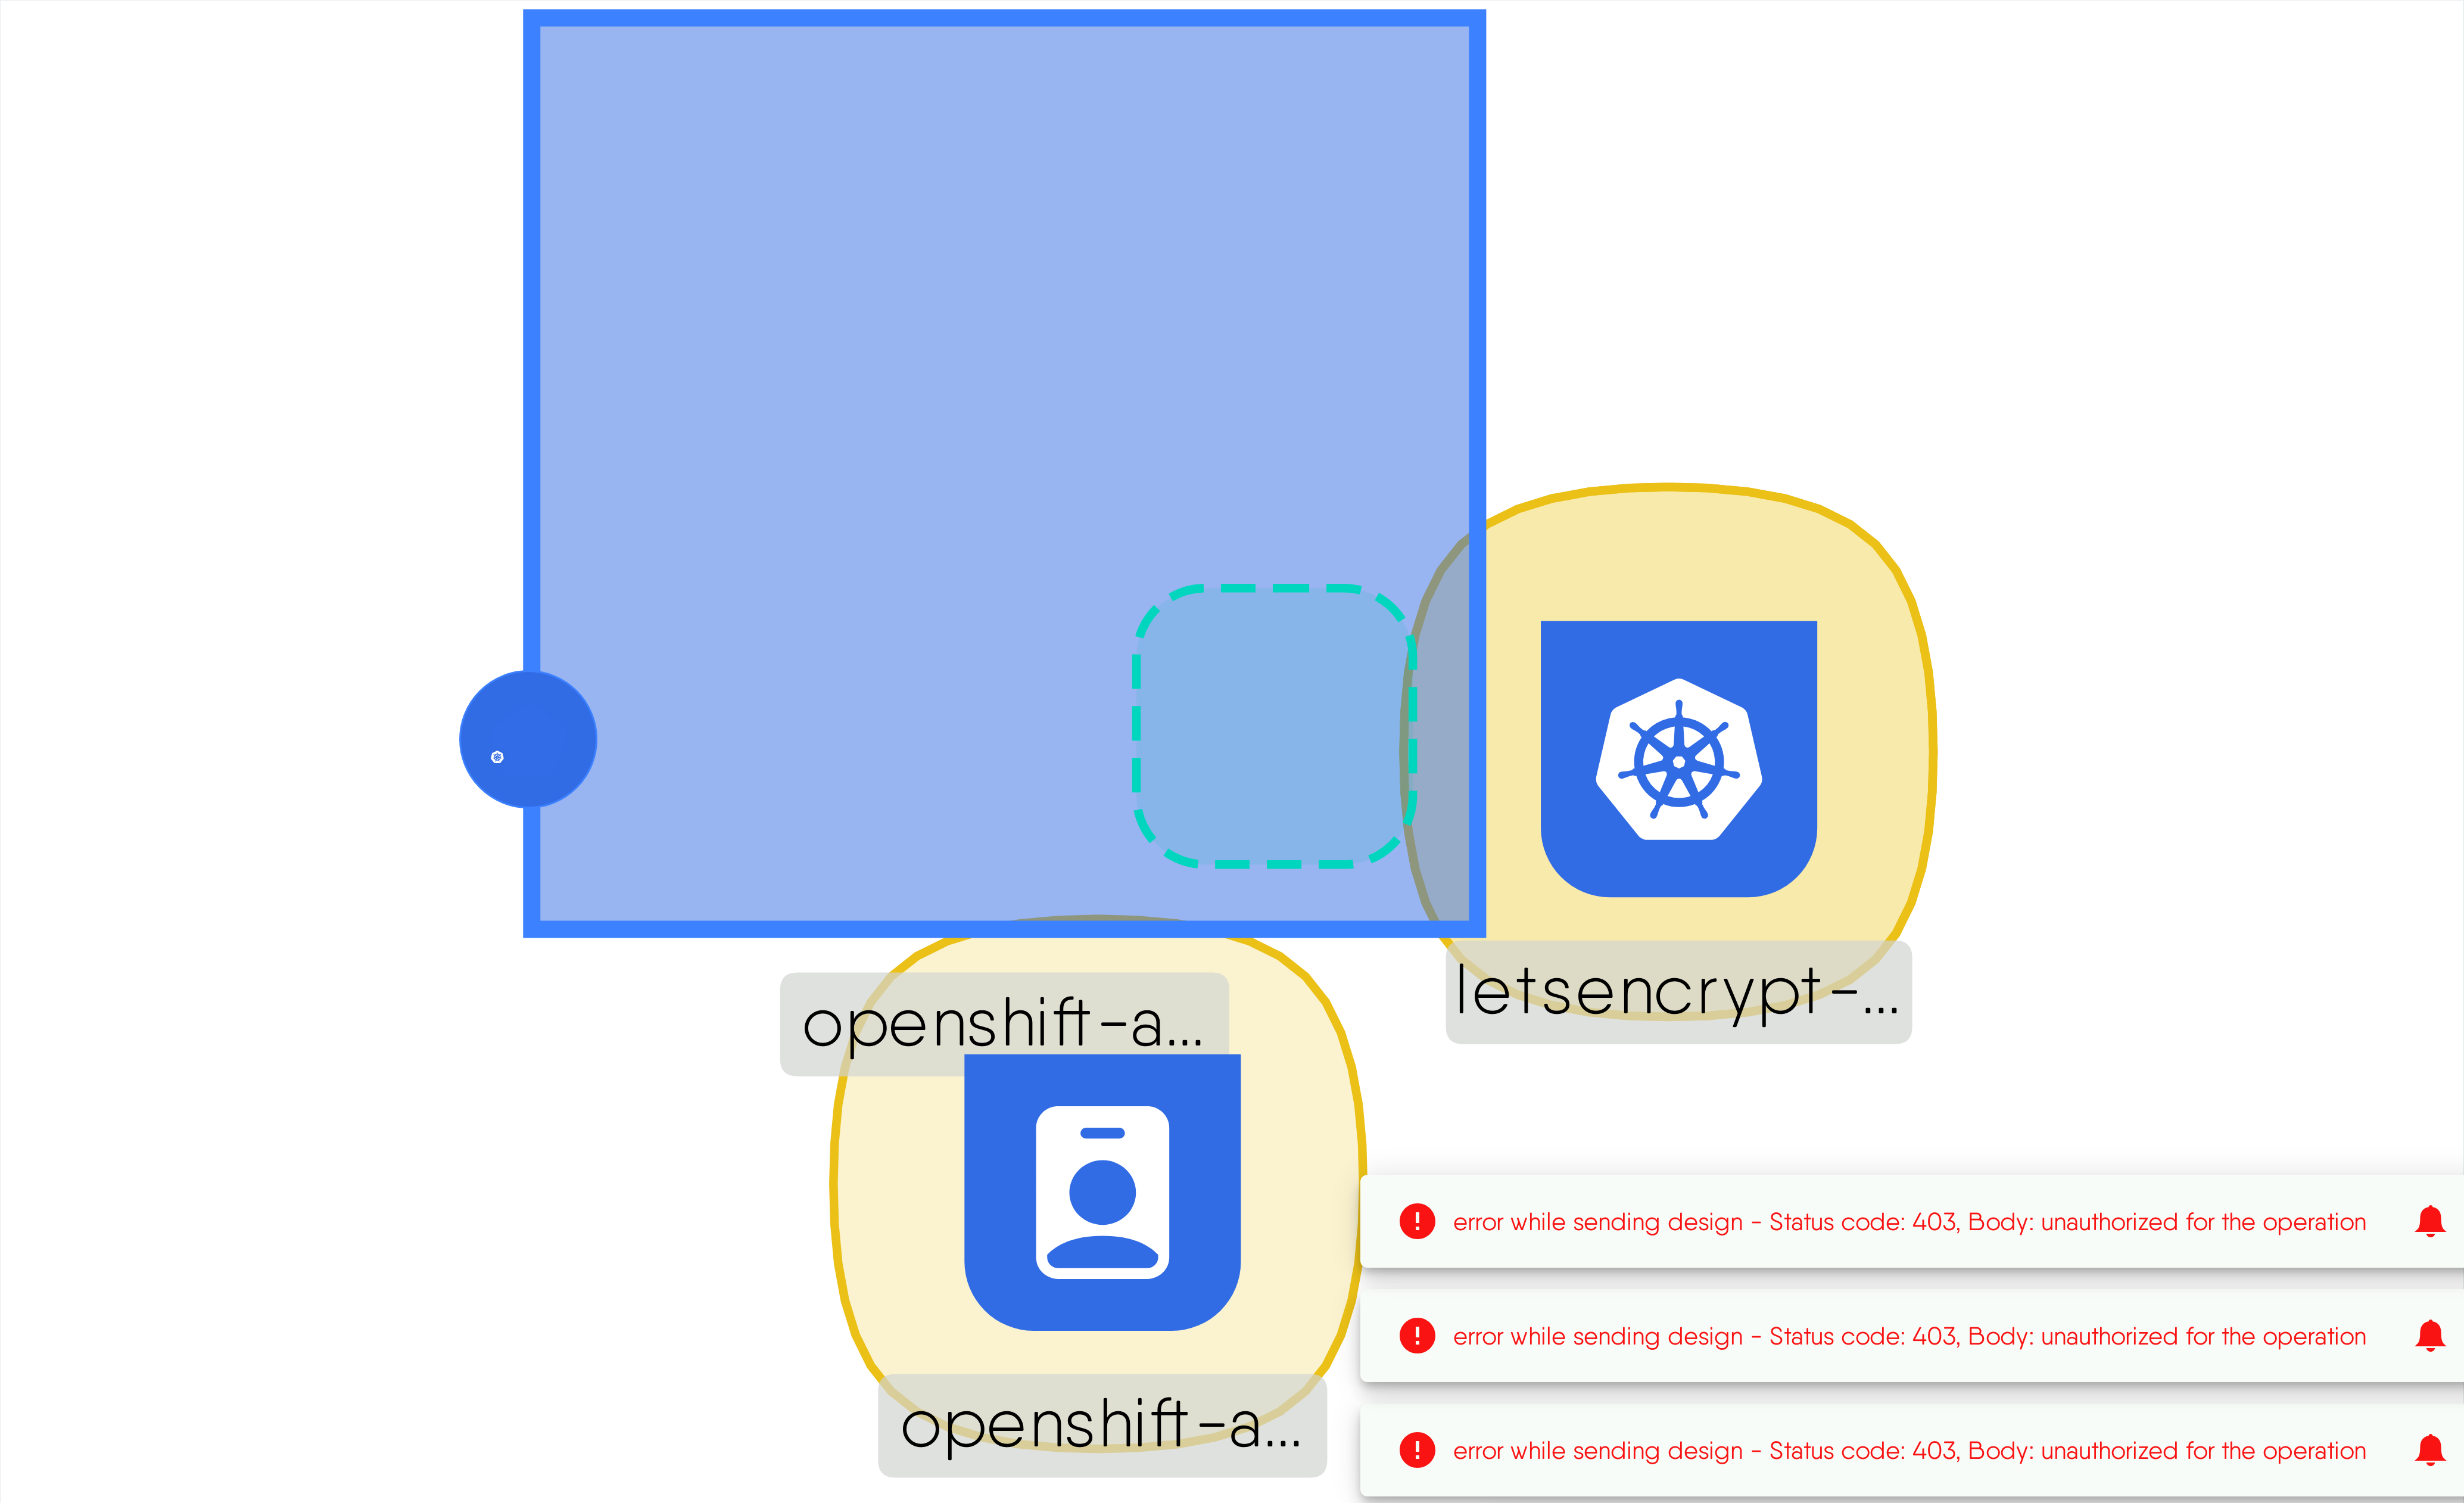 letsencrypt-...
openshift-a...
openshift-a...
error while sending design - Status code: 403, Body: unauthorized for the operation
error while sending design - Status code: 403, Body: unauthorized for the operation
error while sending design - Status code: 403, Body: unauthorized for the operation